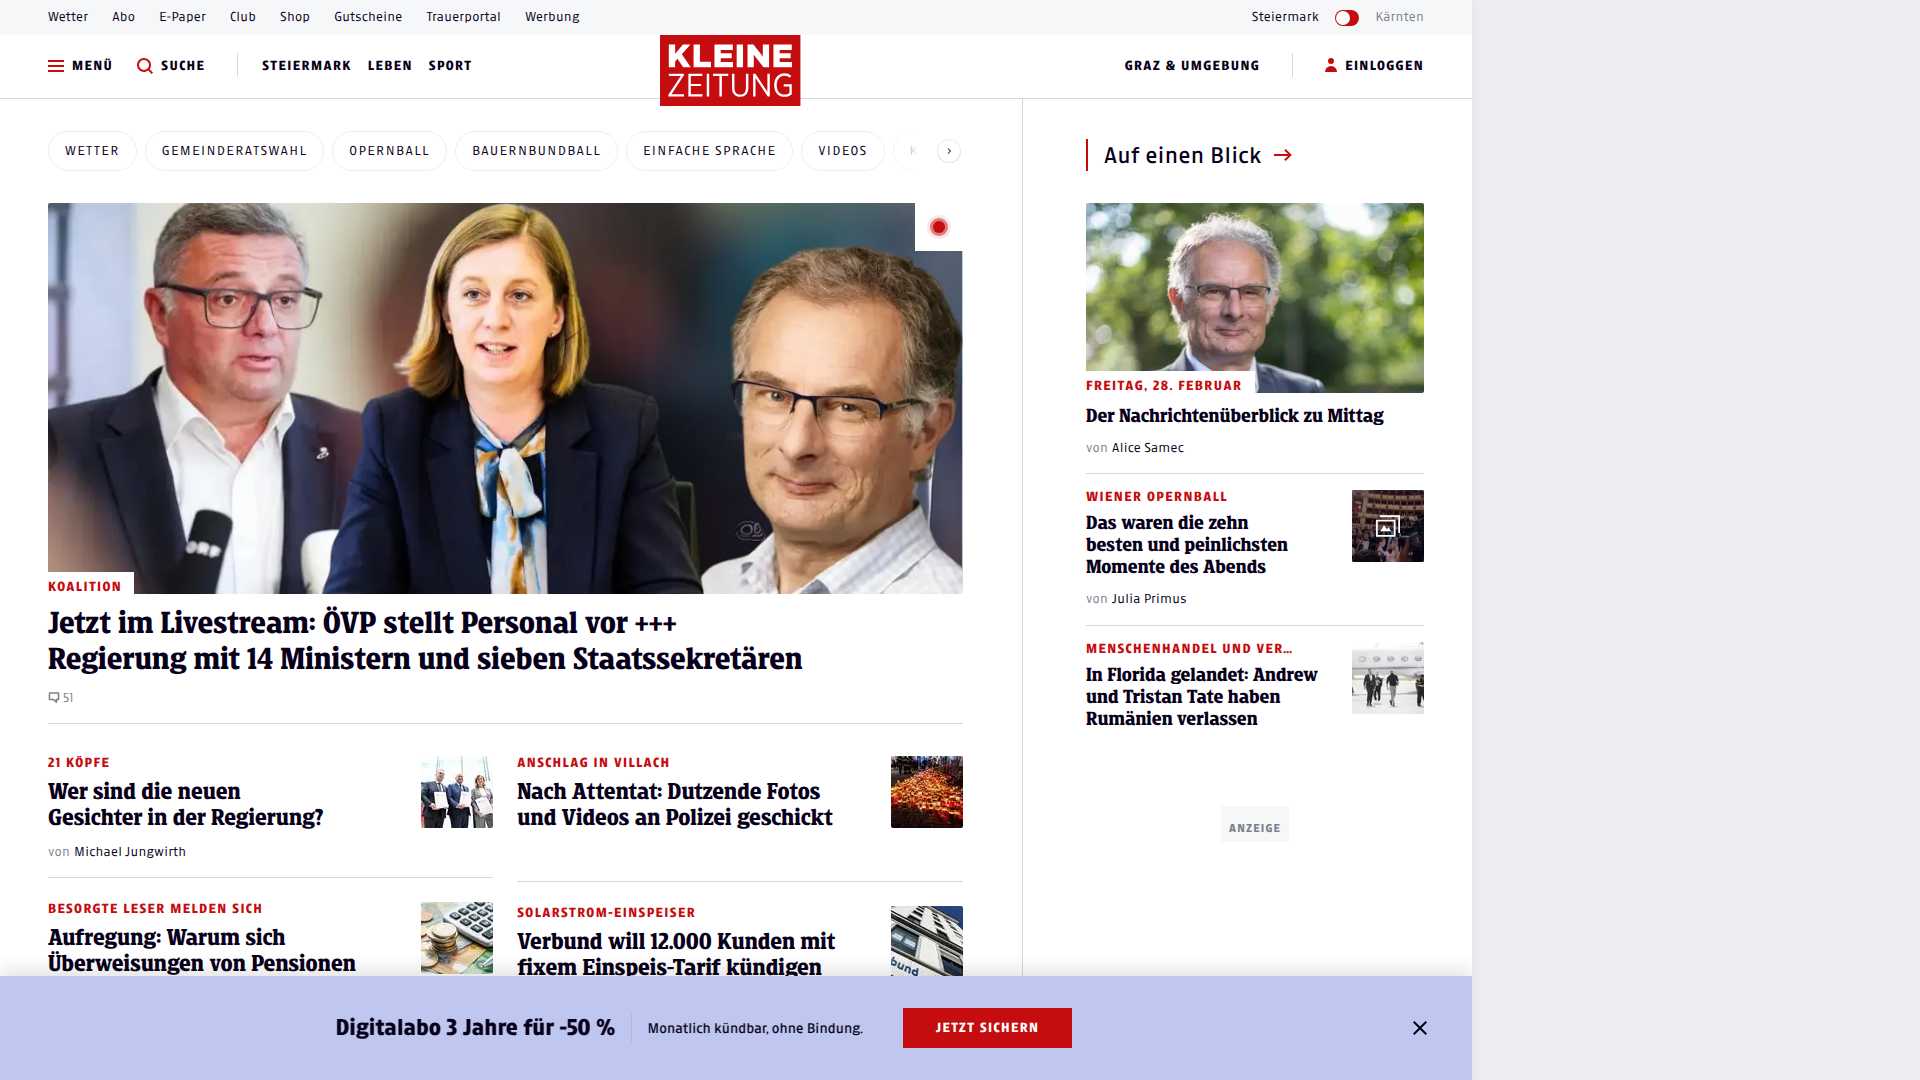 Wetter Abo E-Paper Club Shop Gutscheine Trauerportal Werbung Steiermark Kärnten
MENÜ SUCHE STEIERMARK LEBEN SPORT
KLEINE
ZEITUNG
GRAZ & UMGEBUNG EINLOGGEN
WETTER GEMEINDERATSWAHL OPERNBALL BAUERNBUNDBALL EINFACHE SPRACHE VIDEOS K
ORF
KOALITION
Jetzt im Livestream: ÖVP stellt Personal vor +++
Regierung mit 14 Ministern und sieben Staatssekretären
51
21 KÖPFE
Wer sind die neuen
Gesichter in der Regierung?
von Michael Jungwirth
ANSCHLAG IN VILLACH
Nach Attentat: Dutzende Fotos
und Videos an Polizei geschickt
BESORGTE LESER MELDEN SICH
Aufregung: Warum sich
Überweisungen von Pensionen
SOLARSTROM-EINSPEISER
Verbund will 12.000 Kunden mit
fixem Einspeis-Tarif kündigen
bund
Auf einen Blick
FREITAG, 28. FEBRUAR
Der Nachrichtenüberblick zu Mittag
von Alice Samec
WIENER OPERNBALL
Das waren die zehn
besten und peinlichsten
Momente des Abends
von Julia Primus
MENSCHENHANDEL UND VER...
In Florida gelandet: Andrew
und Tristan Tate haben
Rumänien verlassen
ANZEIGE
Digitalabo 3 Jahre für -50 %
Monatlich kündbar, ohne Bindung.
JETZT SICHERN